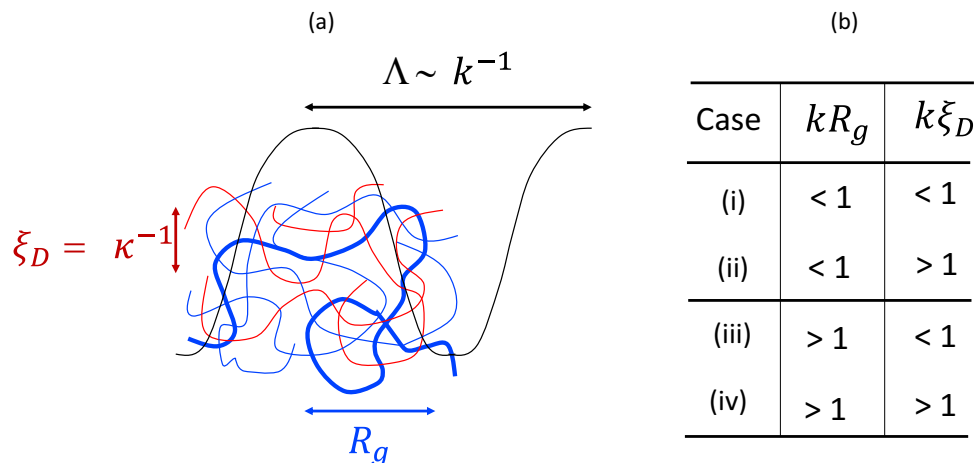 (a)
Λ ~ k⁻¹
ξ_D = κ⁻¹
R_g
(b)
Case kR_g kξ_D
(i) < 1 < 1
(ii) < 1 > 1
(iii) > 1 < 1
(iv) > 1 > 1